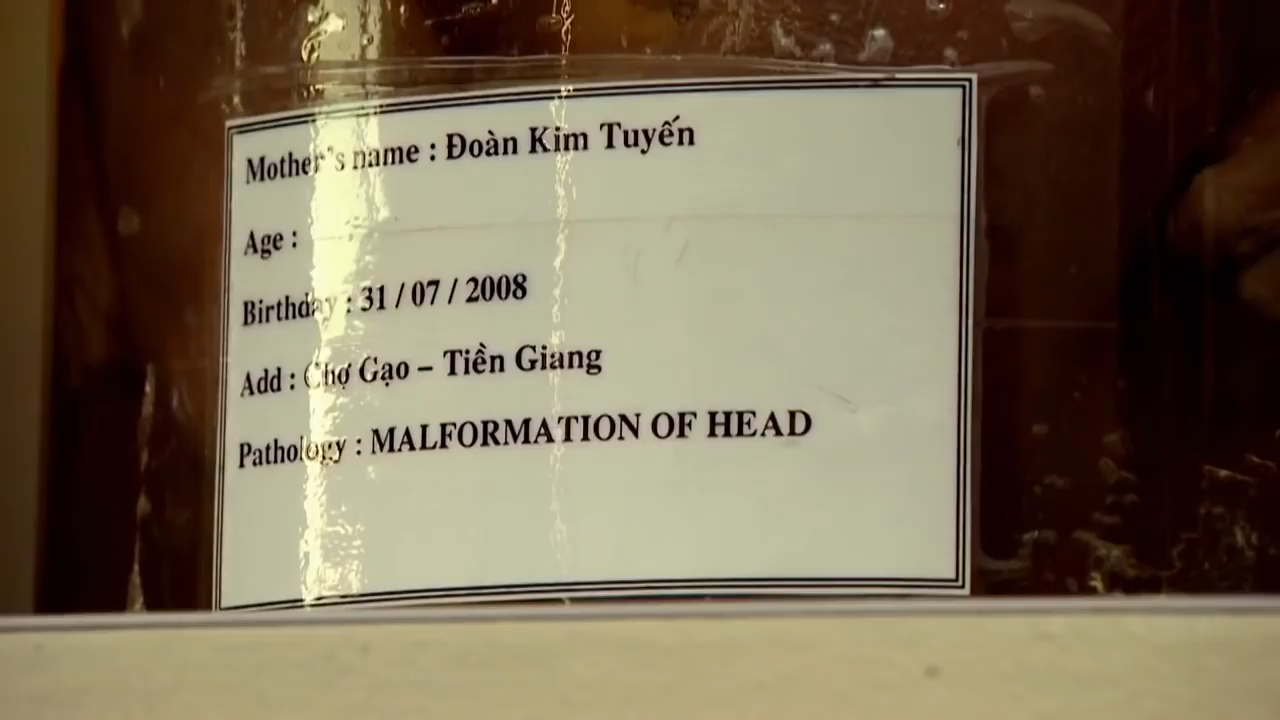 Mother's name : Đoàn Kim Tuyến
Age :
Birthday : 31 / 07 / 2008
Add : Chợ Gạo – Tiền Giang
Pathology : MALFORMATION OF HEAD